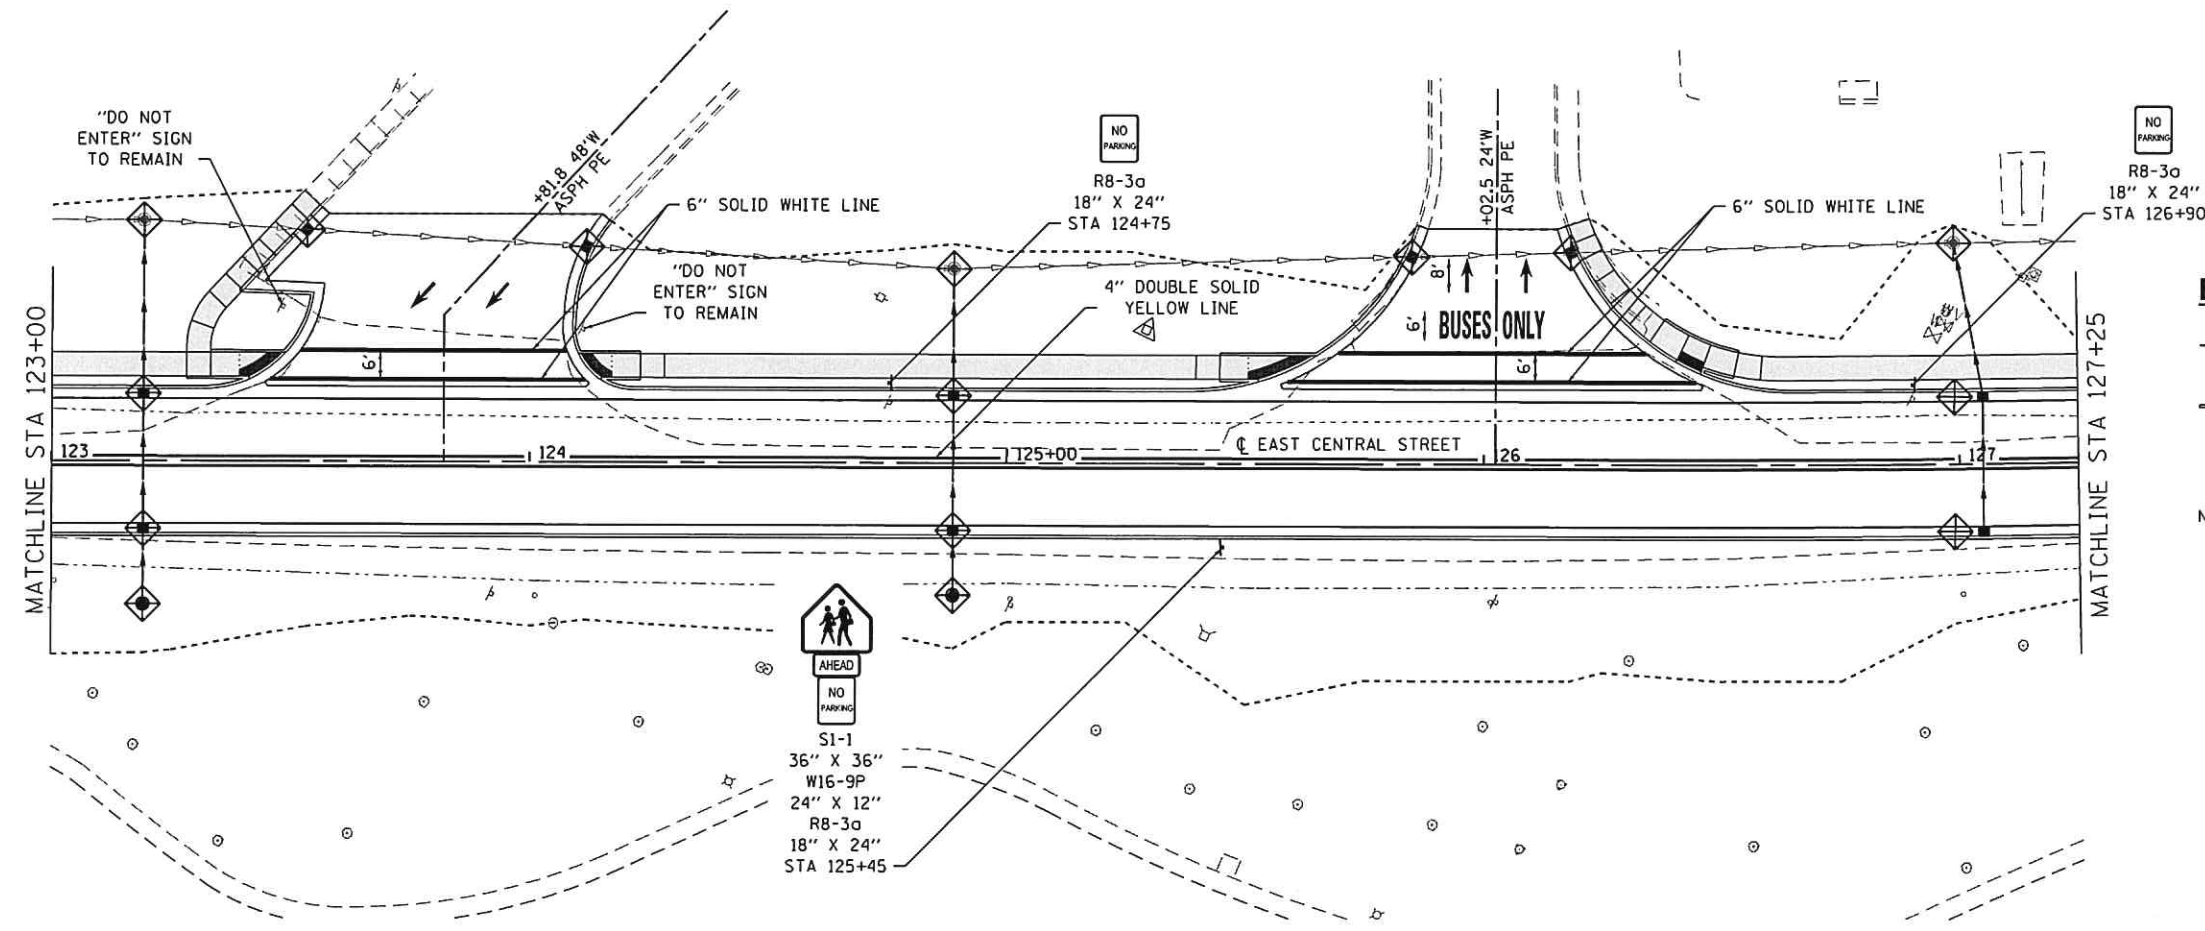 "DO NOT
ENTER" SIGN
TO REMAIN
+81.8 48'W
ASPH PE
6" SOLID WHITE LINE
NO
PARKING
R8-3a
18" X 24"
STA 124+75
+02.5 24'W
ASPH PE
6" SOLID WHITE LINE
NO
PARKING
R8-3a
18" X 24"
STA 126+90
"DO NOT
ENTER" SIGN
TO REMAIN
4" DOUBLE SOLID
YELLOW LINE
8'
6'
BUSES ONLY
6'
6'
MATCHLINE STA 123+00
MATCHLINE STA 127+25
℄ EAST CENTRAL STREET
123
124
125+00
126
127
AHEAD
NO
PARKING
S1-1
36" X 36"
W16-9P
24" X 12"
R8-3a
18" X 24"
STA 125+45